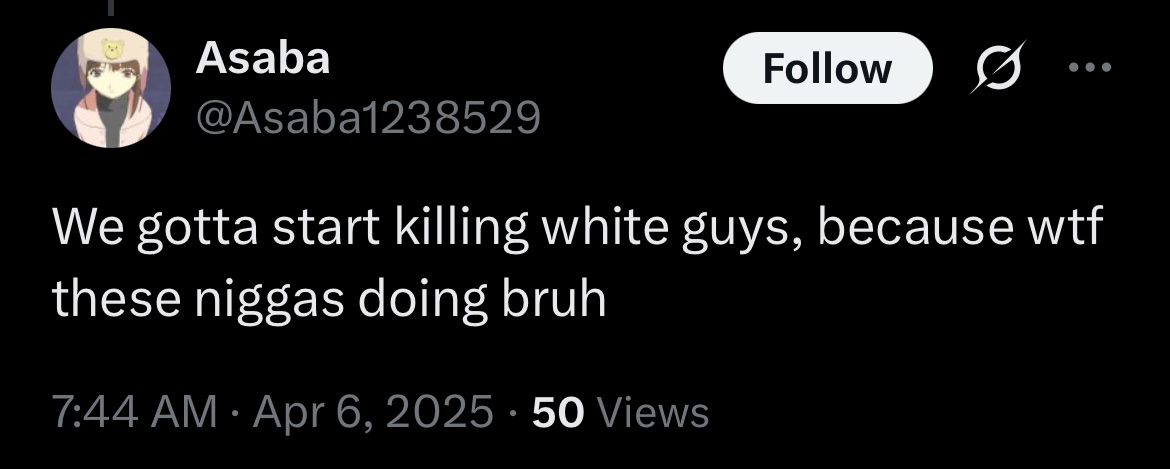 Asaba
@Asaba1238529
Follow
We gotta start killing white guys, because wtf
these niggas doing bruh
7:44 AM · Apr 6, 2025 · 50 Views